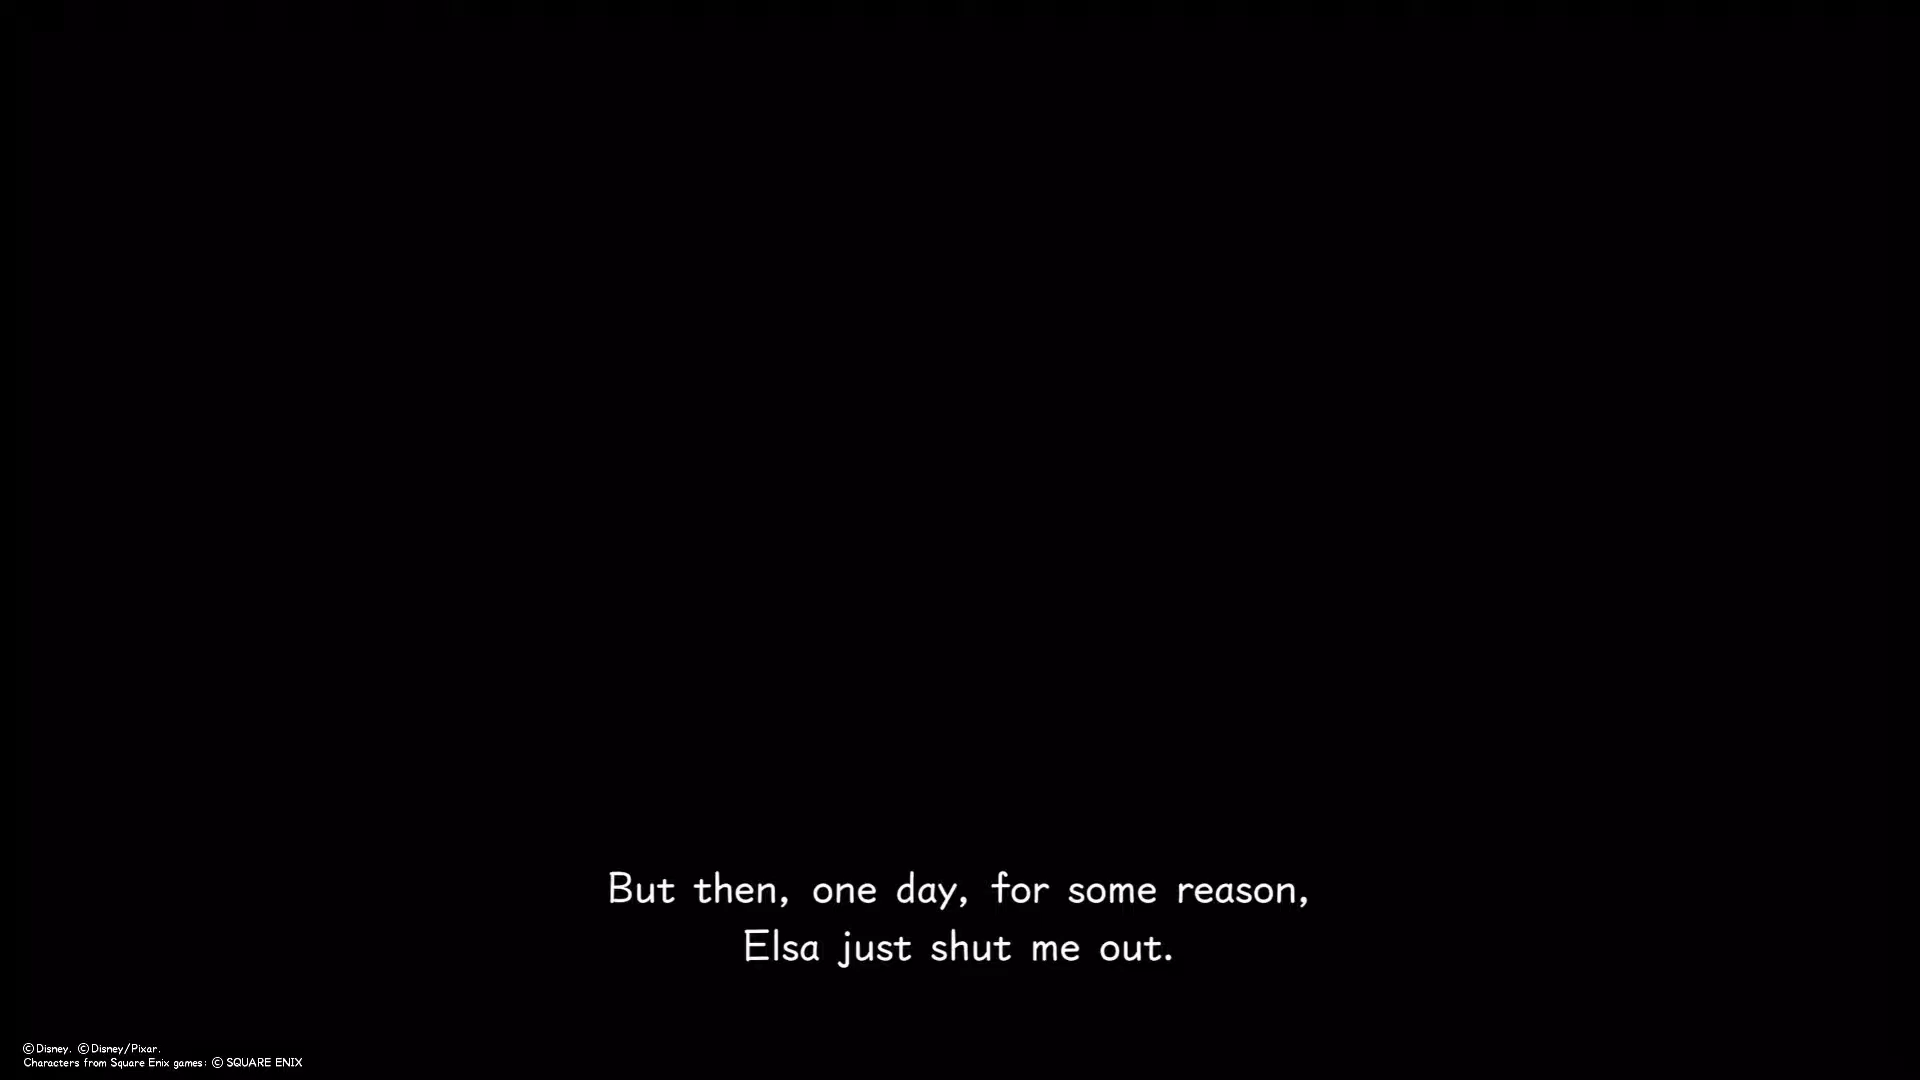 But then, one day, for some reason,
Elsa just shut me out.
©Disney. ©Disney/Pixar.
Characters from Square Enix games: © SQUARE ENIX